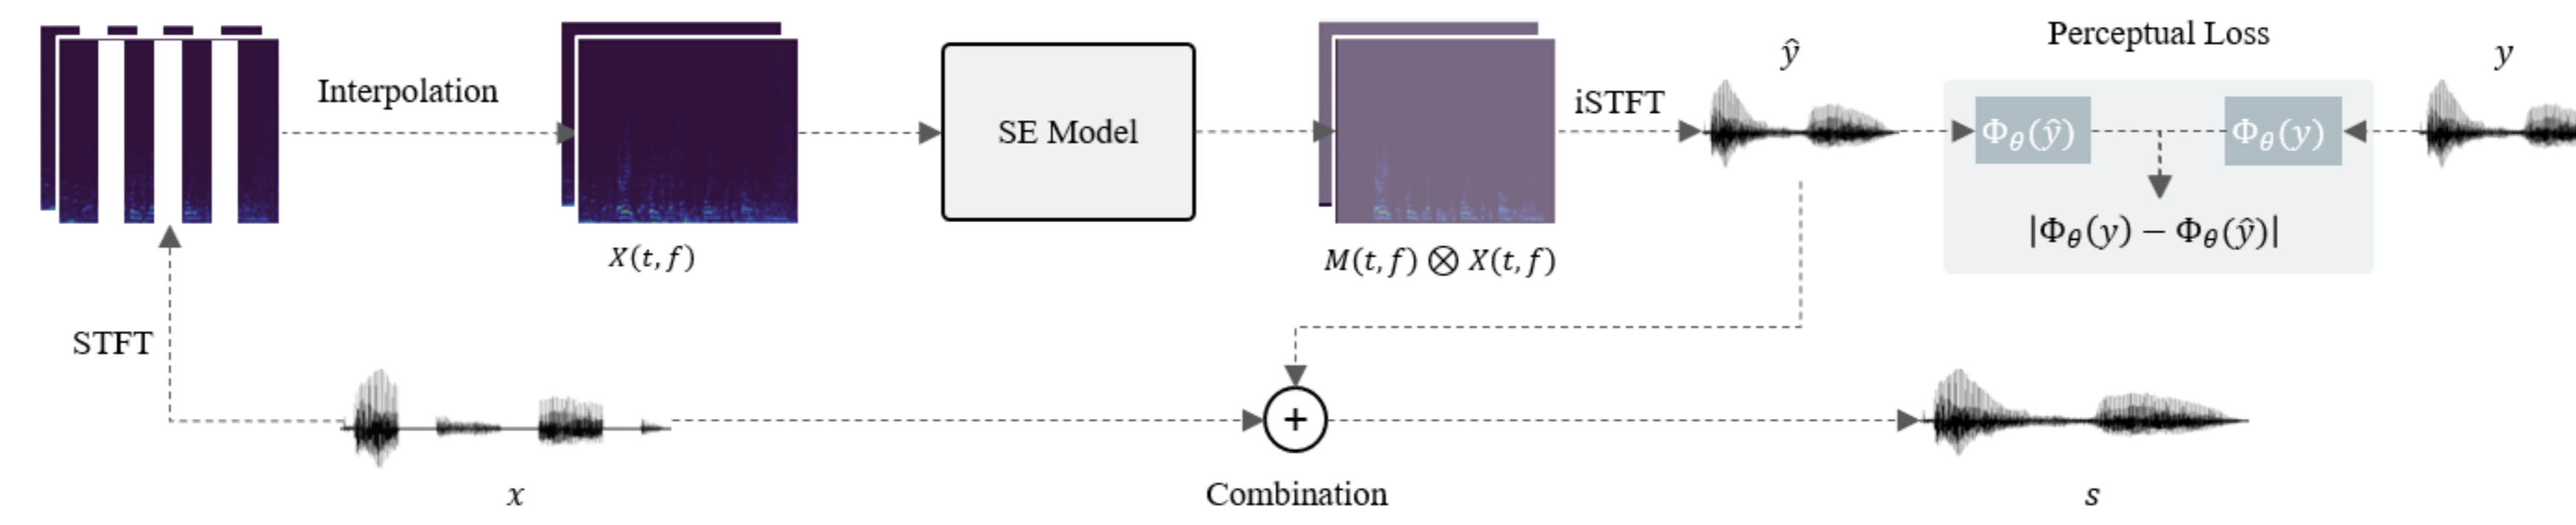 Interpolation
X(t, f)
SE Model
M(t, f) ⊗ X(t, f)
iSTFT
ŷ
Perceptual Loss
Φθ(ŷ)
Φθ(y)
|Φθ(y) − Φθ(ŷ)|
y
STFT
x
+
Combination
s